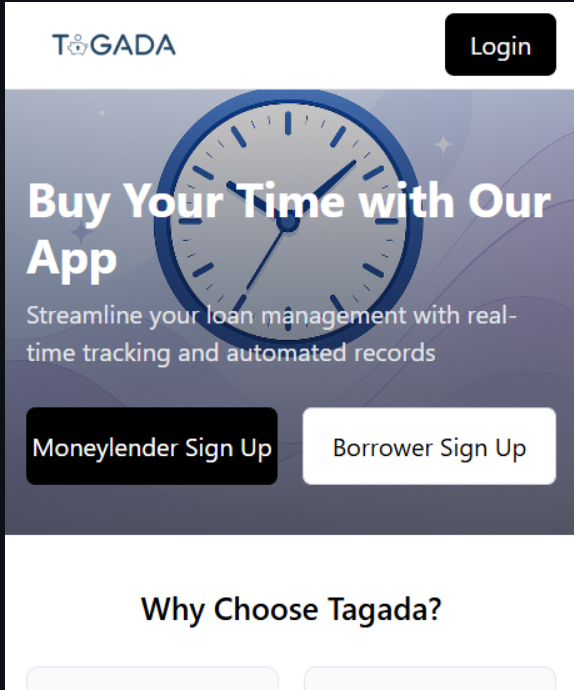 TAGADA
Login
Buy Your Time with Our
App
Streamline your loan management with real-
time tracking and automated records
Moneylender Sign Up
Borrower Sign Up
Why Choose Tagada?